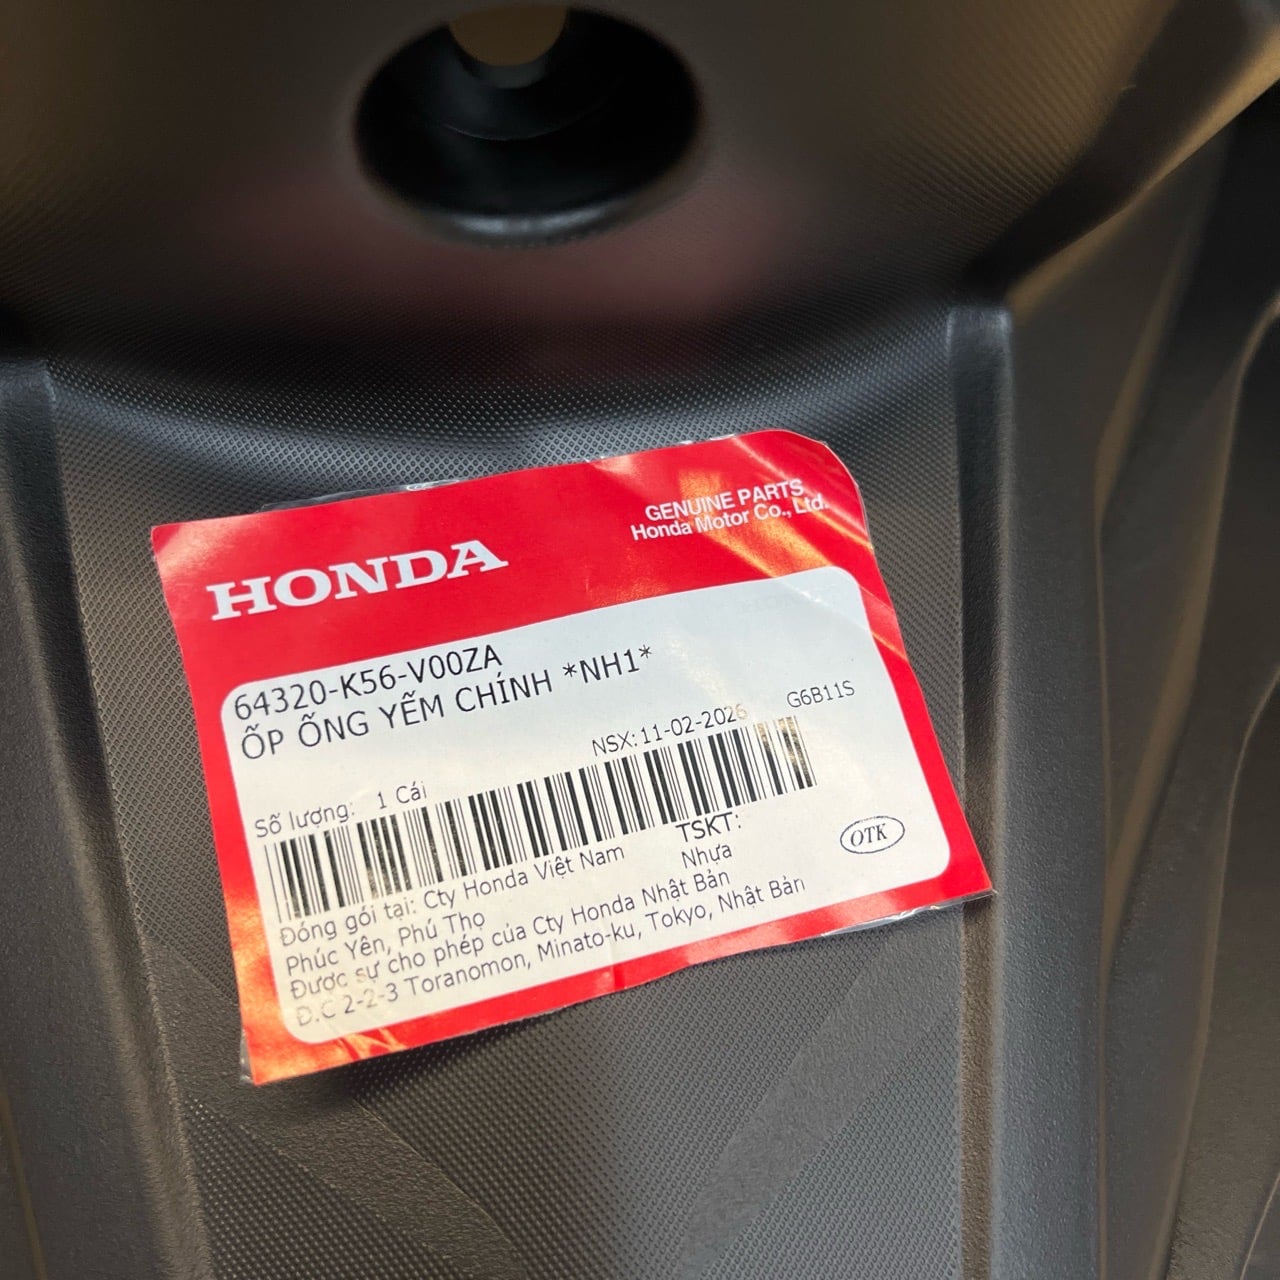 HONDA
GENUINE PARTS
Honda Motor Co., Ltd.
64320-K56-V00ZA
ỐP ỐNG YẾM CHÍNH *NH1*
G6B11S
NSX: 11-02-2026
Số lượng: 1 Cái
TSKT:
Nhựa
OTK
Đóng gói tại: Cty Honda Việt Nam
Phúc Yên, Phú Thọ
Được sự cho phép của Cty Honda Nhật Bản
Đ.C 2-2-3 Toranomon, Minato-ku, Tokyo, Nhật Bản